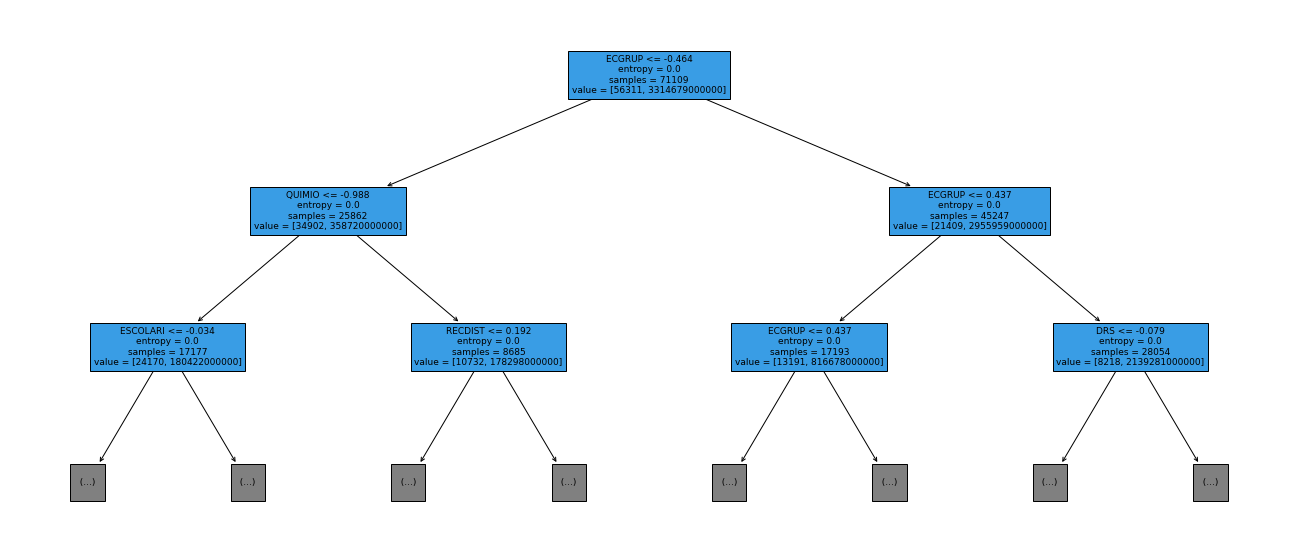 ECGRUP <= -0.464
entropy = 0.0
samples = 71109
value = [56311, 3314679000000]
QUIMIO <= -0.988
entropy = 0.0
samples = 25862
value = [34902, 358720000000]
ECGRUP <= 0.437
entropy = 0.0
samples = 45247
value = [21409, 2955959000000]
ESCOLARI <= -0.034
entropy = 0.0
samples = 17177
value = [24170, 180422000000]
RECDIST <= 0.192
entropy = 0.0
samples = 8685
value = [10732, 178298000000]
ECGRUP <= 0.437
entropy = 0.0
samples = 17193
value = [13191, 816678000000]
DRS <= -0.079
entropy = 0.0
samples = 28054
value = [8218, 2139281000000]
(...)
(...)
(...)
(...)
(...)
(...)
(...)
(...)